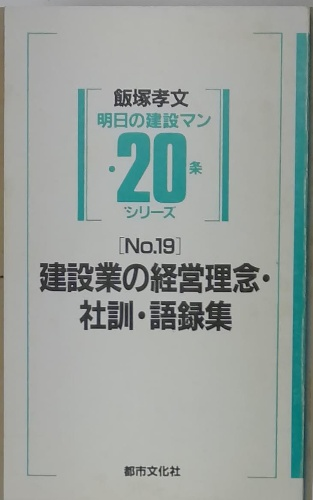 飯塚孝文
明日の建設マン
・20条
シリーズ
[No.19]
建設業の経営理念・
社訓・語録集
都市文化社